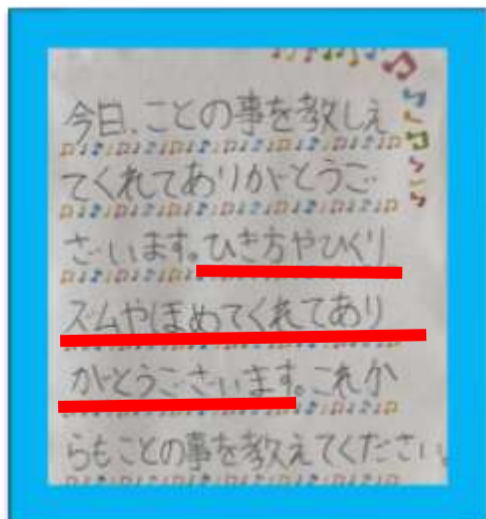 今日、ことの事を教しえ
てくれてありがとうご
ざいます。ひき方やひくり
ズムやほめてくれてあり
がとうございます。これか
らもことの事を教えてください。